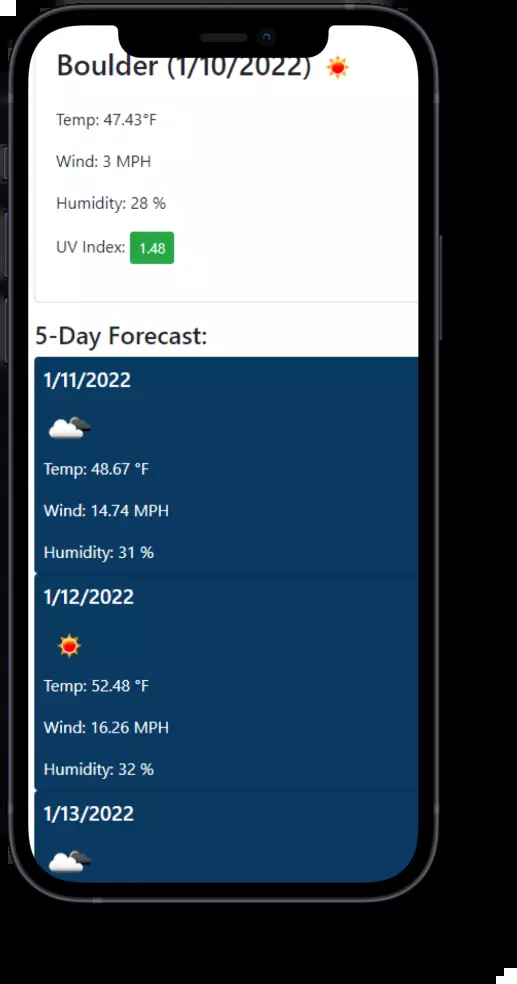 Boulder (1/10/2022)
Temp: 47.43°F
Wind: 3 MPH
Humidity: 28 %
UV Index: 1.48
5-Day Forecast:
1/11/2022
Temp: 48.67 °F
Wind: 14.74 MPH
Humidity: 31 %
1/12/2022
Temp: 52.48 °F
Wind: 16.26 MPH
Humidity: 32 %
1/13/2022